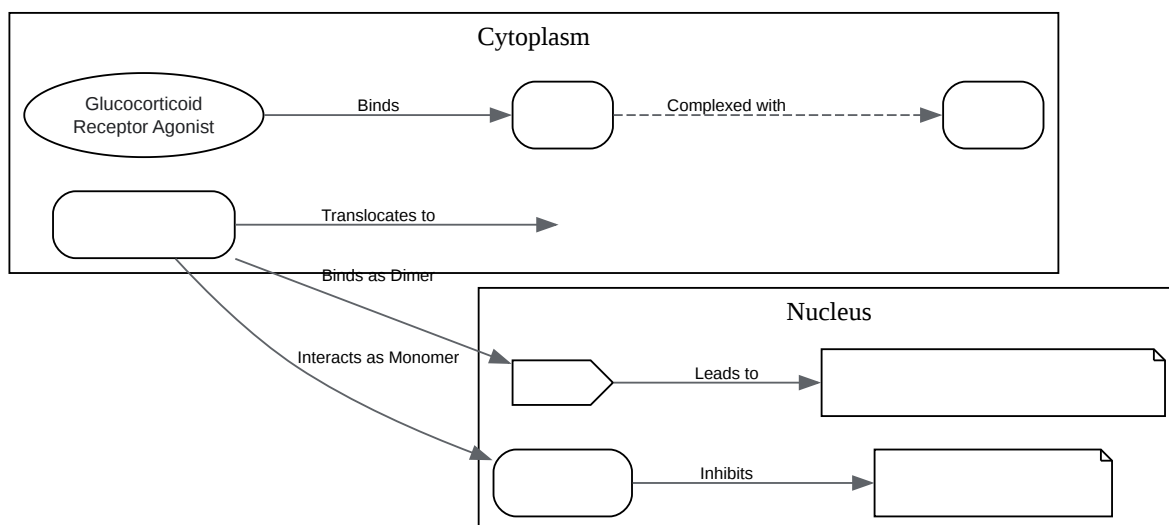 Cytoplasm
Glucocorticoid
Receptor Agonist
Binds
Complexed with
Translocates to
Binds as Dimer
Nucleus
Interacts as Monomer
Leads to
Inhibits